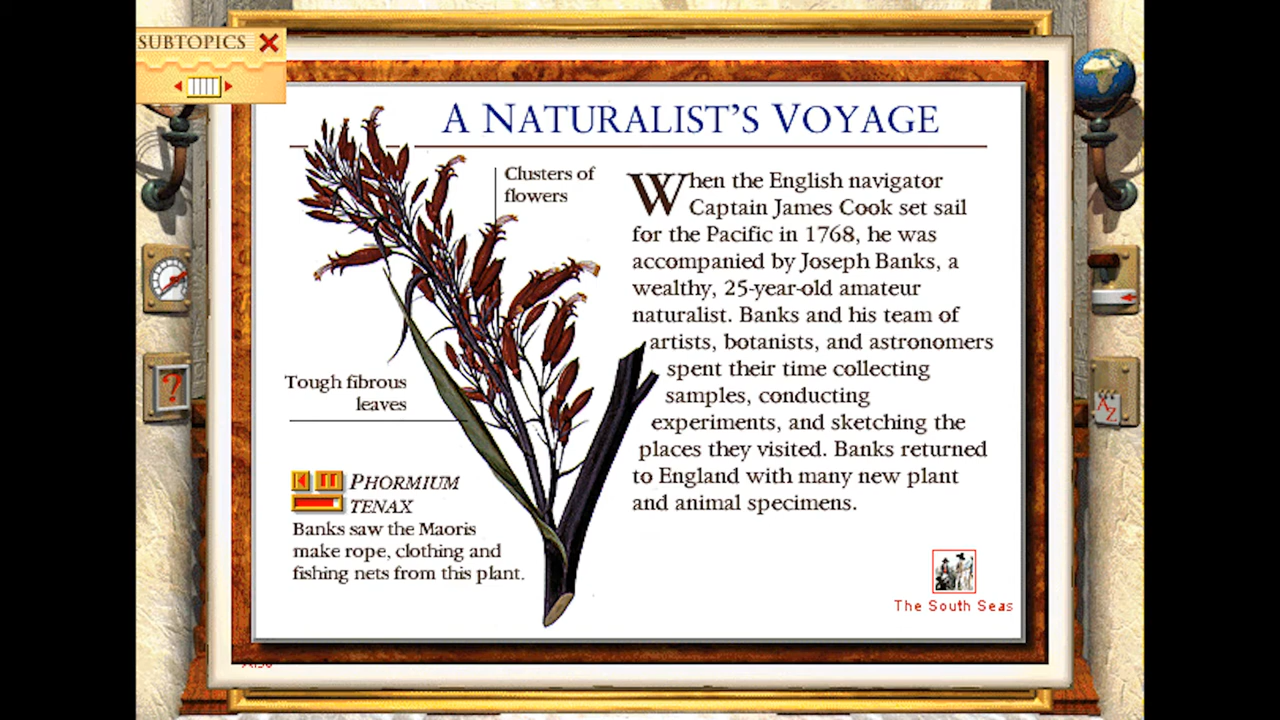 SUBTOPICS
A NATURALIST'S VOYAGE
Clusters of
flowers
When the English navigator
Captain James Cook set sail
for the Pacific in 1768, he was
accompanied by Joseph Banks, a
wealthy, 25-year-old amateur
naturalist. Banks and his team of
artists, botanists, and astronomers
spent their time collecting
samples, conducting
experiments, and sketching the
places they visited. Banks returned
to England with many new plant
and animal specimens.
Tough fibrous
leaves
PHORMIUM
TENAX
Banks saw the Maoris
make rope, clothing and
fishing nets from this plant.
The South Seas
?
A
Z